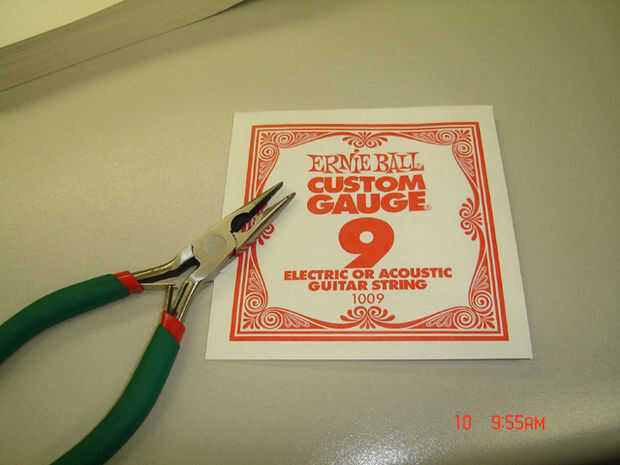 ERNIE BALL
CUSTOM
GAUGE®
9
ELECTRIC OR ACOUSTIC
GUITAR STRING
1009
10 9:55AM